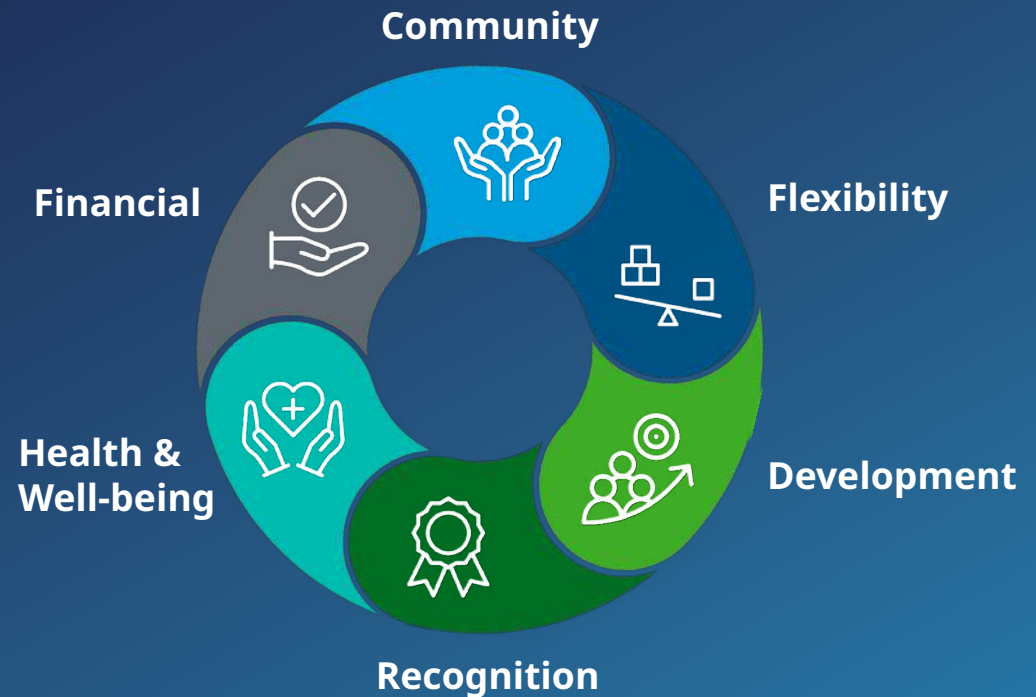 Community
Financial
Flexibility
Health &
Well-being
Development
Recognition